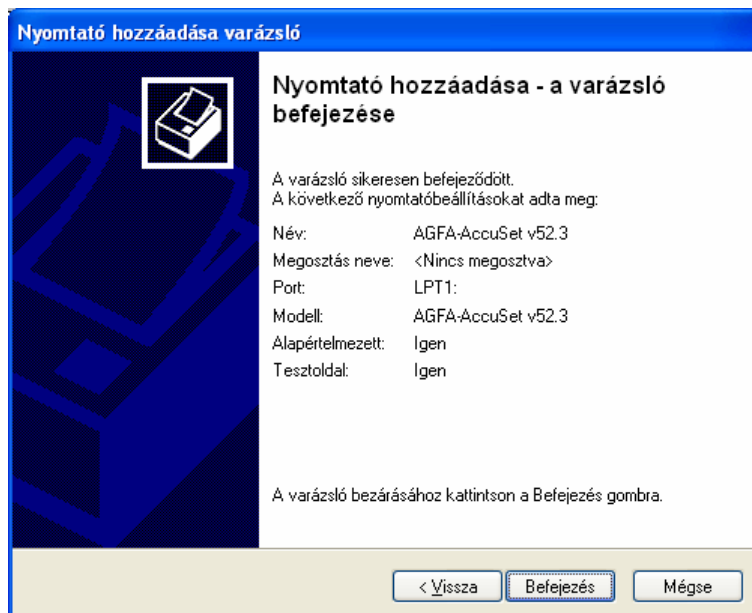 Nyomtató hozzáadása varázsló
Nyomtató hozzáadása - a varázsló
befejezése
A varázsló sikeresen befejeződött.
A következő nyomtatóbeállításokat adta meg:
Név: AGFA-AccuSet v52.3
Megosztás neve: <Nincs megosztva>
Port: LPT1:
Modell: AGFA-AccuSet v52.3
Alapértelmezett: Igen
Tesztoldal: Igen
A varázsló bezárásához kattintson a Befejezés gombra.
< Vissza Befejezés Mégse